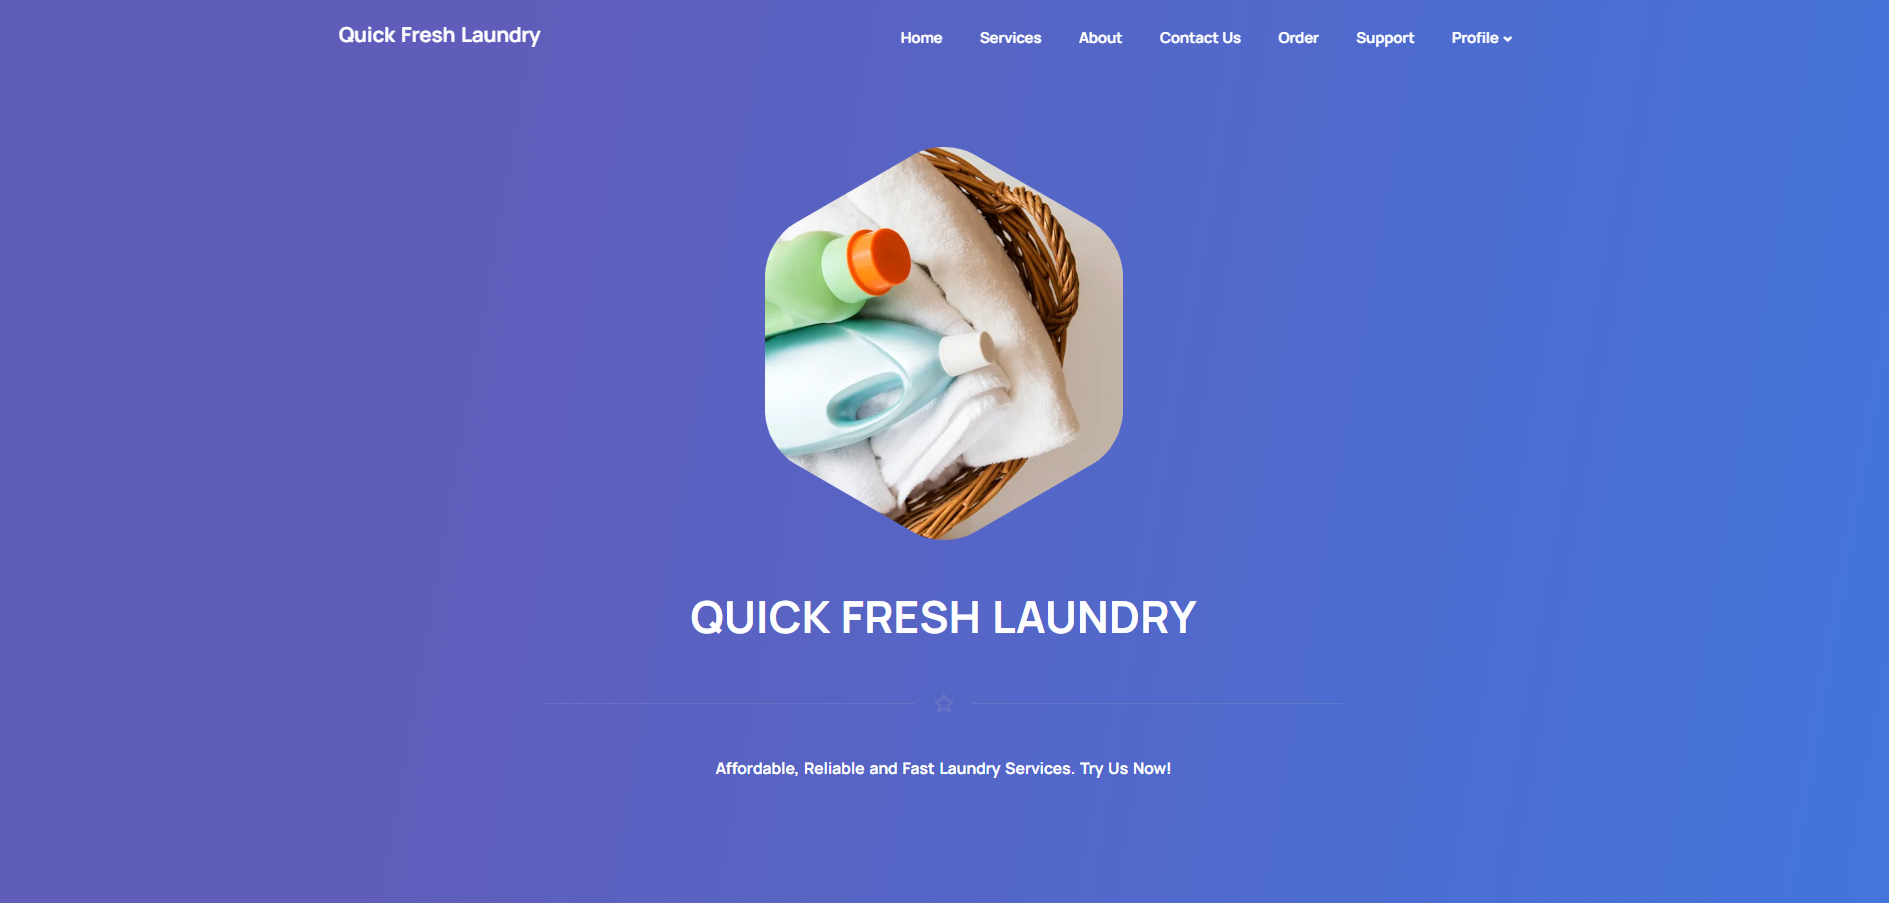 Quick Fresh Laundry
Home Services About Contact Us Order Support Profile
QUICK FRESH LAUNDRY
Affordable, Reliable and Fast Laundry Services. Try Us Now!